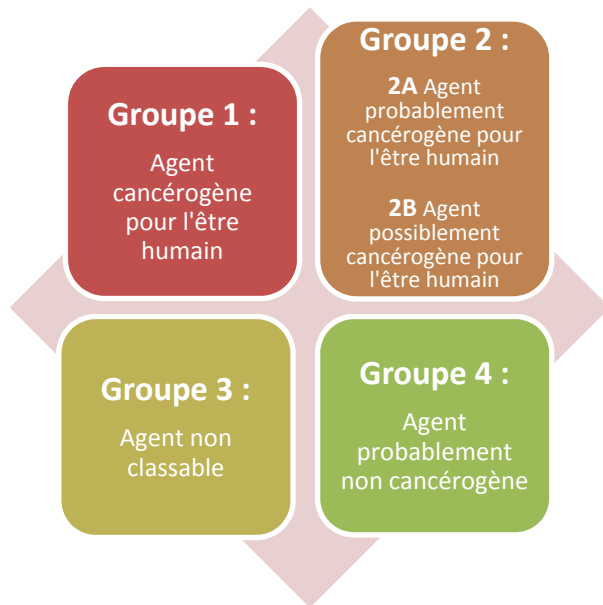 Groupe 1 :
Agent
cancérogène
pour l'être
humain
Groupe 2 :
2A Agent
probablement
cancérogène pour
l'être humain
2B Agent
possiblement
cancérogène pour
l'être humain
Groupe 3 :
Agent non
classable
Groupe 4 :
Agent
probablement
non cancérogène